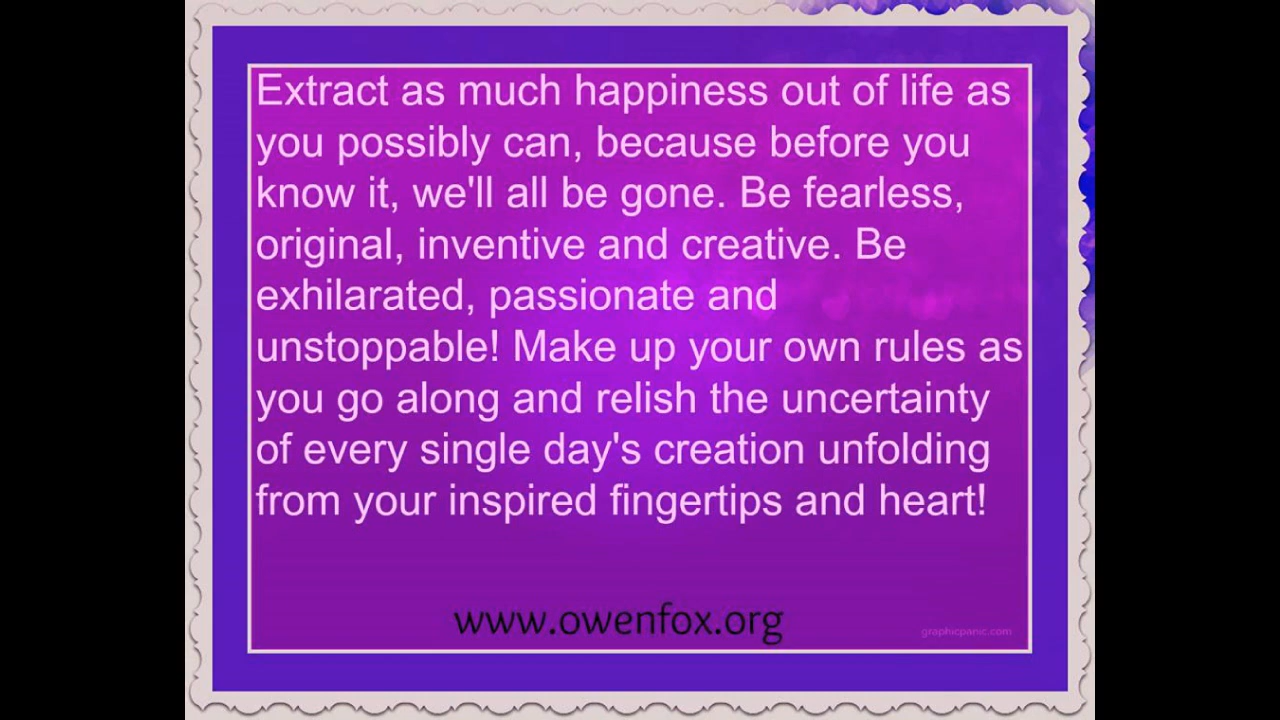 Extract as much happiness out of life as
you possibly can, because before you
know it, we'll all be gone. Be fearless,
original, inventive and creative. Be
exhilarated, passionate and
unstoppable! Make up your own rules as
you go along and relish the uncertainty
of every single day's creation unfolding
from your inspired fingertips and heart!
www.owenfox.org
graphicpanic.com